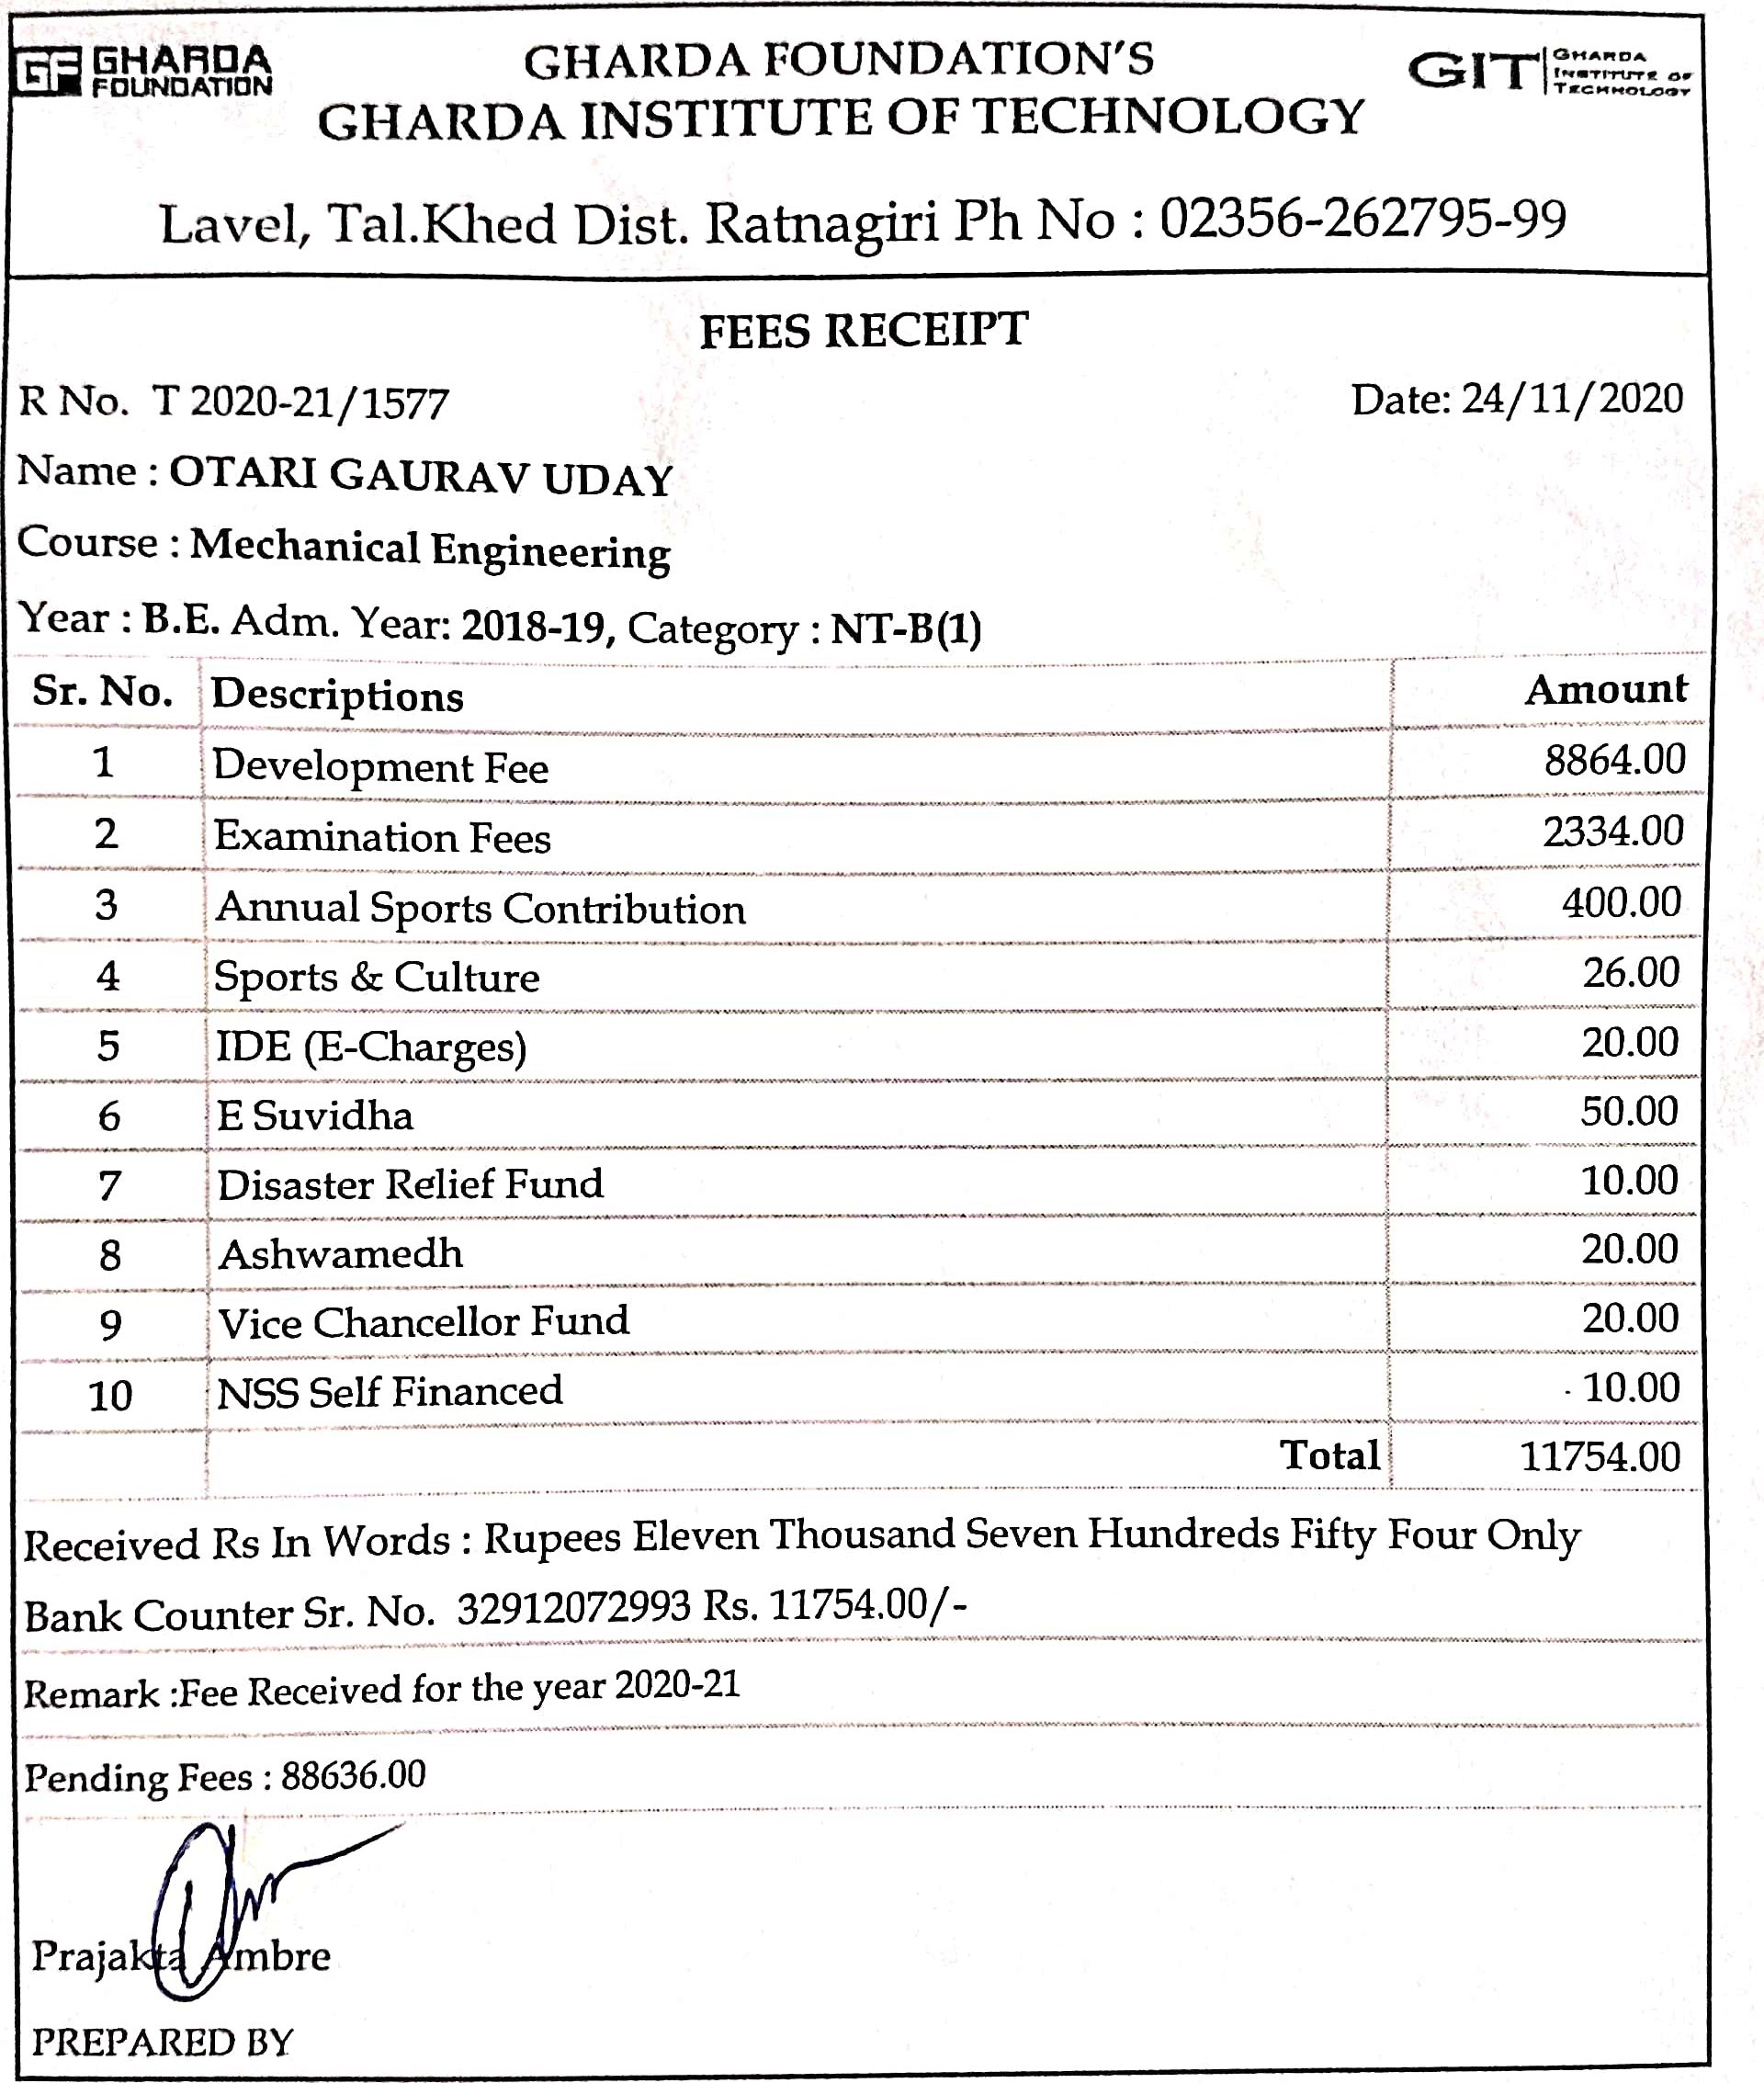 GF GHARDA FOUNDATION
GHARDA FOUNDATION'S
GIT GHARDA INSTITUTE OF TECHNOLOGY
GHARDA INSTITUTE OF TECHNOLOGY
Lavel, Tal.Khed Dist. Ratnagiri Ph No : 02356-262795-99
FEES RECEIPT
R No. T 2020-21/1577 Date: 24/11/2020
Name : OTARI GAURAV UDAY
Course : Mechanical Engineering
Year : B.E. Adm. Year: 2018-19, Category : NT-B(1)
Sr. No. Descriptions Amount
1 Development Fee 8864.00
2 Examination Fees 2334.00
3 Annual Sports Contribution 400.00
4 Sports & Culture 26.00
5 IDE (E-Charges) 20.00
6 E Suvidha 50.00
7 Disaster Relief Fund 10.00
8 Ashwamedh 20.00
9 Vice Chancellor Fund 20.00
10 NSS Self Financed 10.00
Total 11754.00
Received Rs In Words : Rupees Eleven Thousand Seven Hundreds Fifty Four Only
Bank Counter Sr. No. 32912072993 Rs. 11754.00/-
Remark :Fee Received for the year 2020-21
Pending Fees : 88636.00
Prajakta Ambre
PREPARED BY